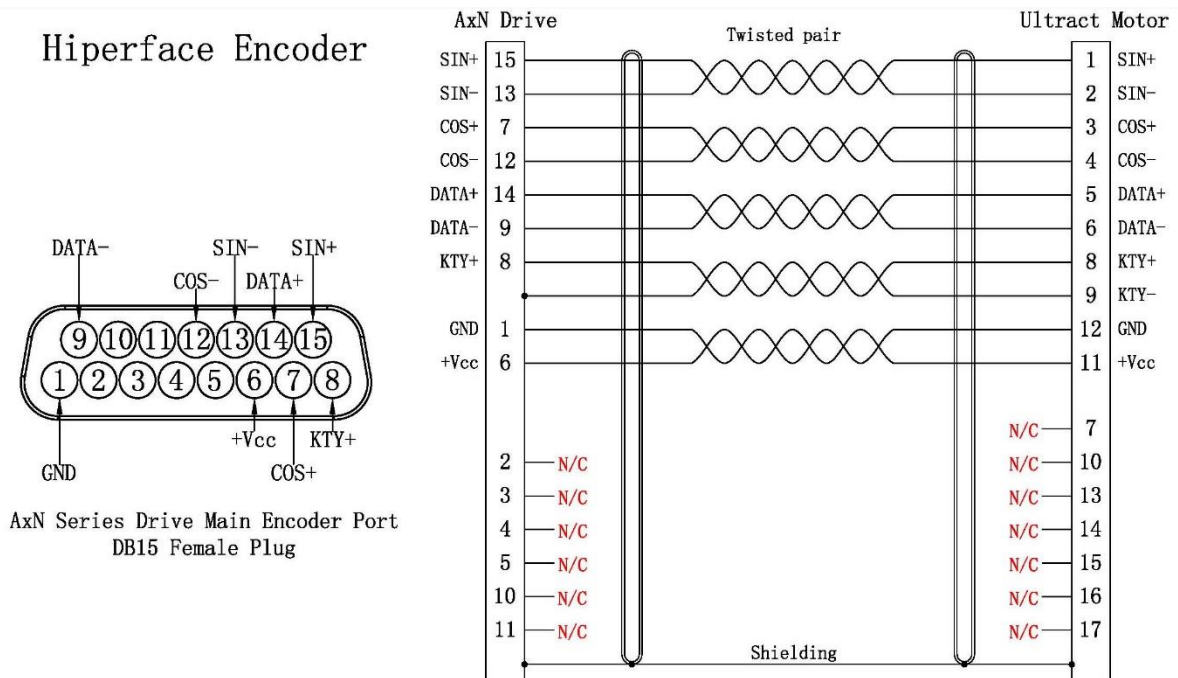 Hiperface Encoder
DATA-
SIN-
SIN+
COS-
DATA+
9 10 11 12 13 14 15
1 2 3 4 5 6 7 8
+Vcc
KTY+
GND
COS+
AxN Series Drive Main Encoder Port
DB15 Female Plug
AxN Drive
Twisted pair
Ultract Motor
SIN+ 15 1 SIN+
SIN- 13 2 SIN-
COS+ 7 3 COS+
COS- 12 4 COS-
DATA+ 14 5 DATA+
DATA- 9 6 DATA-
KTY+ 8 8 KTY+
9 KTY-
GND 1 12 GND
+Vcc 6 11 +Vcc
N/C 7
2 N/C N/C 10
3 N/C N/C 13
4 N/C N/C 14
5 N/C N/C 15
10 N/C N/C 16
11 N/C N/C 17
Shielding